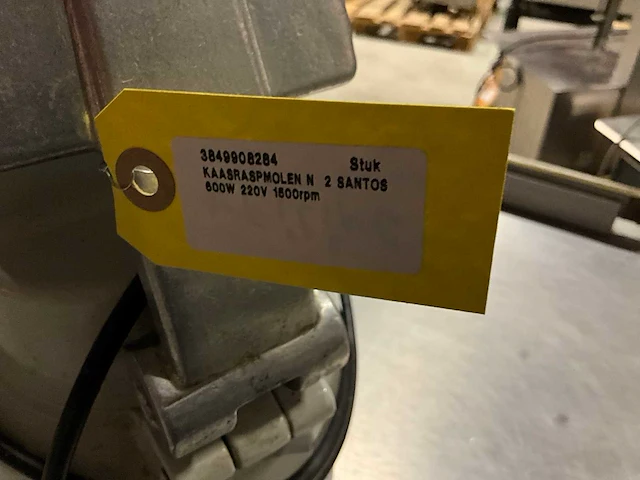 3849908284 Stuk
KAASRASPMOLEN N 2 SANTOS
600W 220V 1500rpm